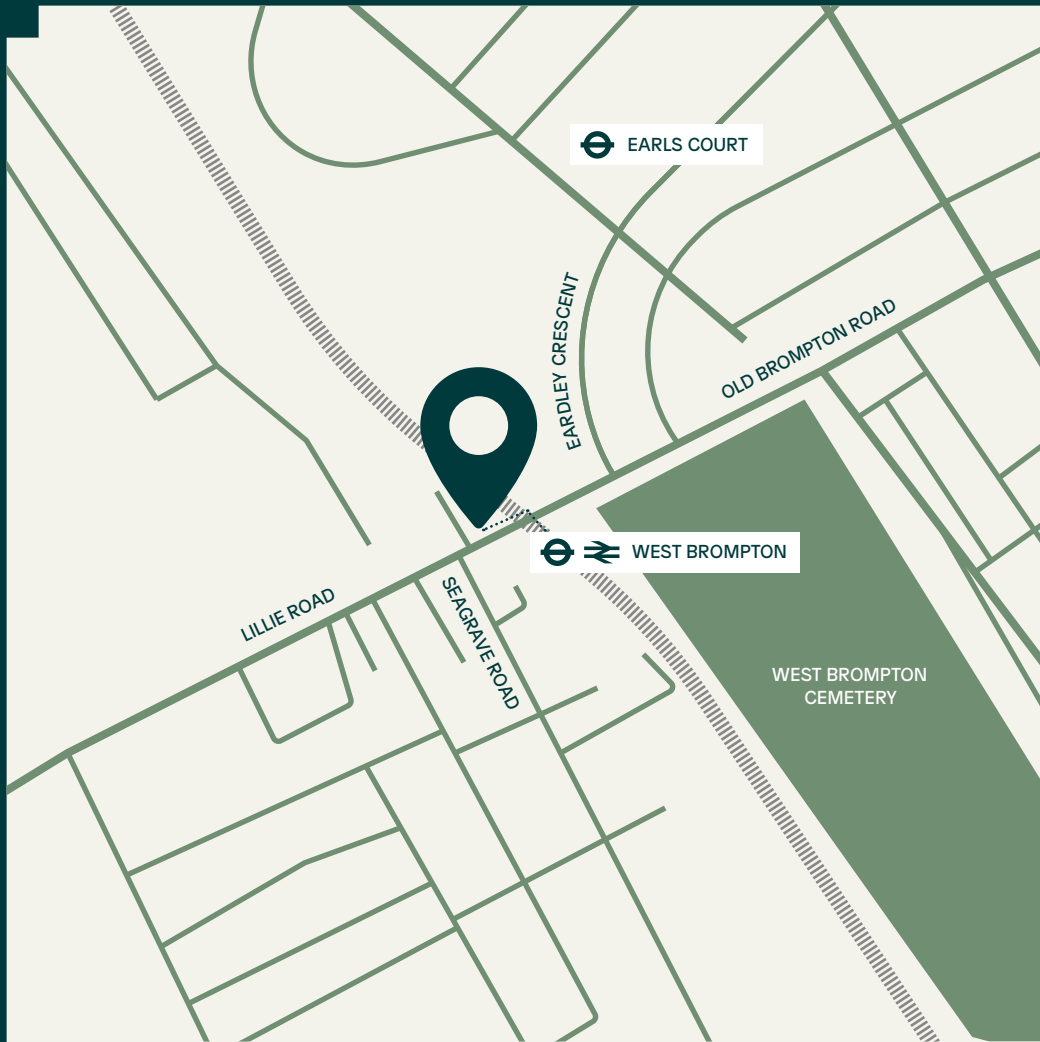 EARLS COURT
EARDLEY CRESCENT
OLD BROMPTON ROAD
WEST BROMPTON
LILLIE ROAD
SEAGRAVE ROAD
WEST BROMPTON
CEMETERY